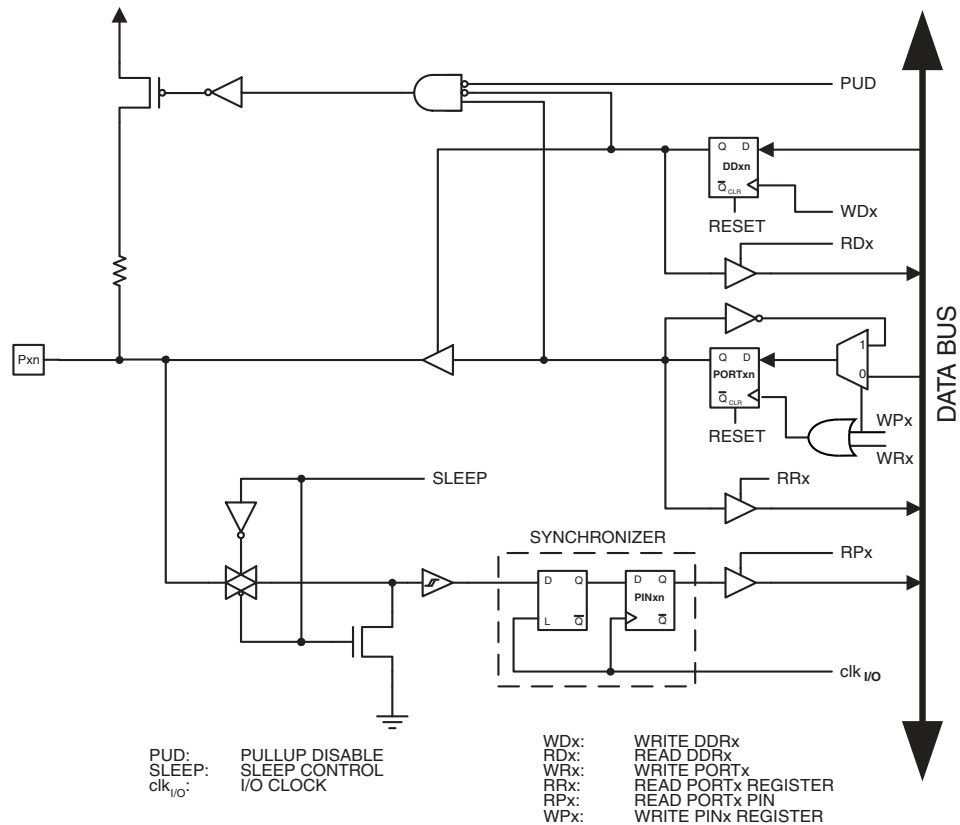 PUD
Q D
DDxn
Q̅ CLR
WDx
RESET
RDx
Pxn
1
Q D
0
PORTxn
Q̅ CLR
DATA BUS
WPx
RESET
WRx
RRx
SLEEP
SYNCHRONIZER
RPx
D Q
D Q
PINxn
L Q̅
Q̅
clk I/O
PUD: PULLUP DISABLE
SLEEP: SLEEP CONTROL
clkI/O: I/O CLOCK
WDx: WRITE DDRx
RDx: READ DDRx
WRx: WRITE PORTx
RRx: READ PORTx REGISTER
RPx: READ PORTx PIN
WPx: WRITE PINx REGISTER